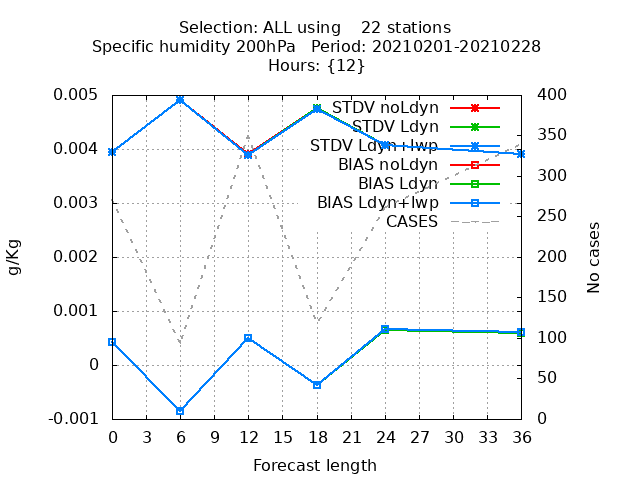 Selection: ALL using 22 stations
Specific humidity 200hPa Period: 20210201-20210228
Hours: {12}
0.005
0.004
0.003
0.002
0.001
0
-0.001
g/Kg
STDV noLdyn
STDV Ldyn
STDV Ldyn+lwp
BIAS noLdyn
BIAS Ldyn
BIAS Ldyn+lwp
CASES
400
350
300
250
200
150
100
50
0
No cases
0 3 6 9 12 15 18 21 24 27 30 33 36
Forecast length